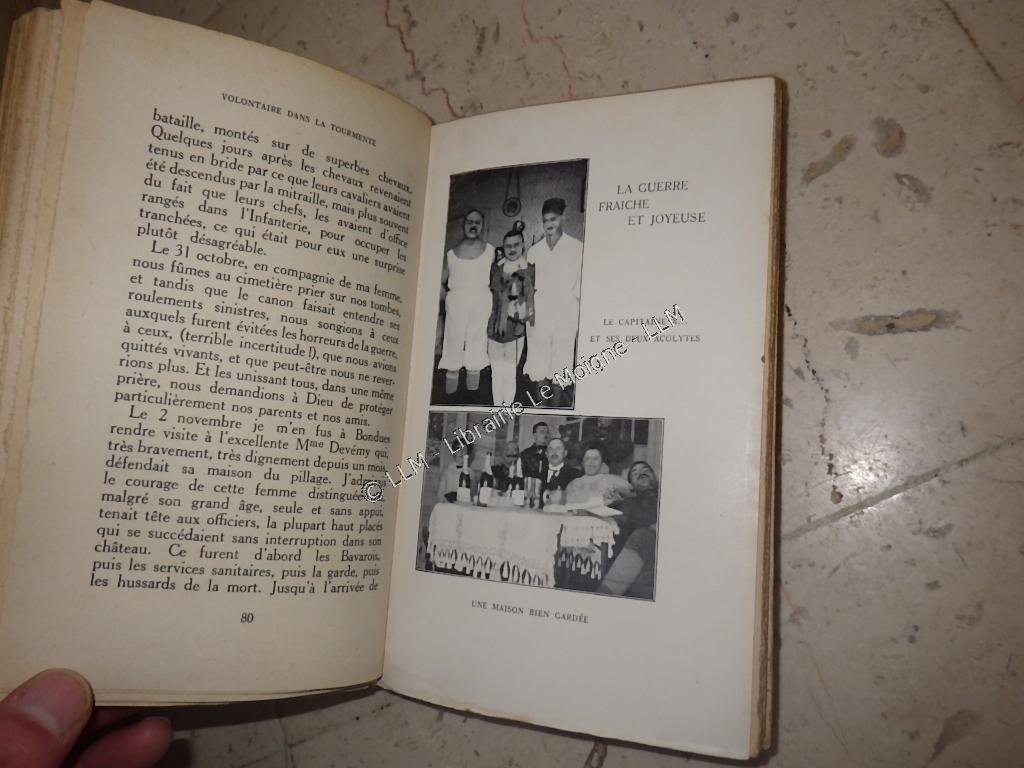 VOLONTAIRE DANS LA TOURMENTE
bataille, montés sur de superbes chevaux.
Quelques jours après les chevaux revenaient
tenus en bride par ce que leurs cavaliers avaient
été descendus par la mitraille, mais plus souvent
du fait que leurs chefs, les avaient d'office
rangés dans l'Infanterie, pour occuper les
tranchées, ce qui était pour eux une surprise
plutôt désagréable.
Le 31 octobre, en compagnie de ma femme,
nous fûmes au cimetière prier sur nos tombes,
et tandis que le canon faisait entendre ses
roulements sinistres, nous songions à ceux
auxquels furent évitées les horreurs de la guerre,
à ceux, (terrible incertitude !), que nous avions
quittés vivants, et que peut-être nous ne rever-
rions plus. Et les unissant tous, dans une même
prière, nous demandions à Dieu de protéger
particulièrement nos parents et nos amis.
Le 2 novembre je m'en fus à Bondues
rendre visite à l'excellente Mme Devémy qui,
très bravement, très dignement depuis un mois
défendait sa maison du pillage. J'admirai
le courage de cette femme distinguée
malgré son grand âge, seule et sans appui,
tenait tête aux officiers, la plupart haut placés
qui se succédaient sans interruption dans son
château. Ce furent d'abord les Bavarois,
puis les services sanitaires, puis la garde, puis
les hussards de la mort. Jusqu'à l'arrivée de
80
LA GUERRE
FRAICHE
ET JOYEUSE
LE CAPITAINE
ET SES DEUX ACOLYTES
UNE MAISON BIEN GARDÉE
© LLM - Librairie Le Moigne - LLM